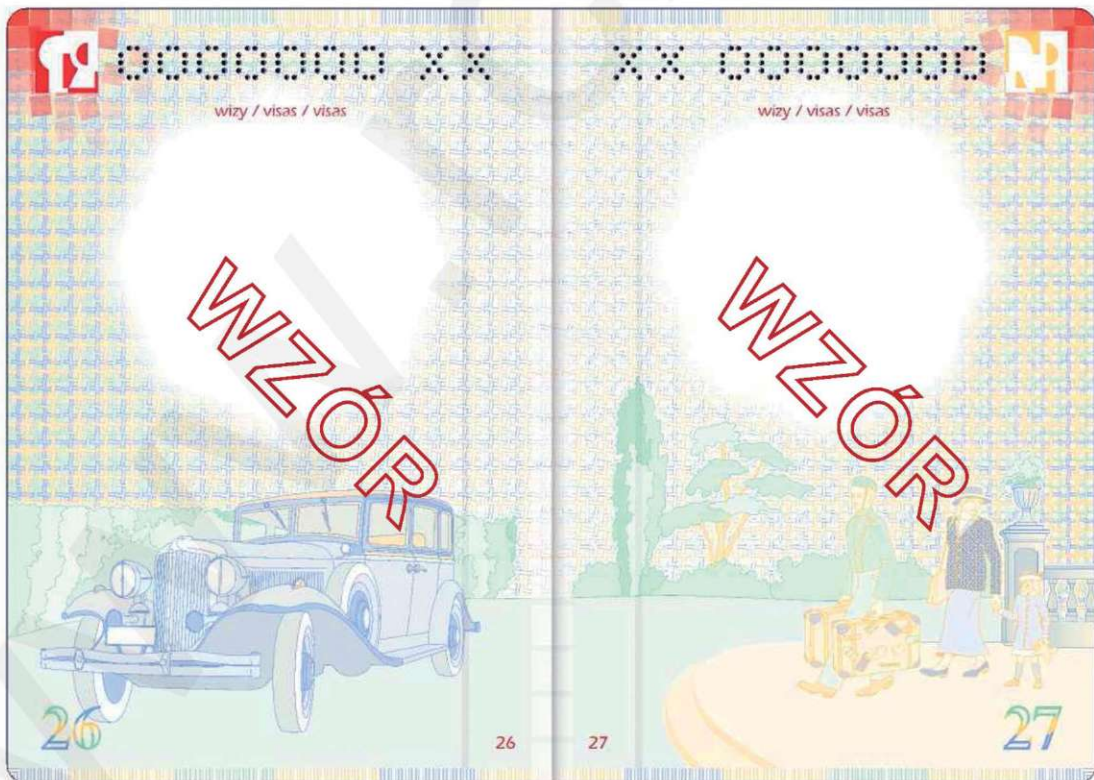 0000000 XX
wizy / visas / visas
WZÓR
26
26
XX 0000000
wizy / visas / visas
WZÓR
27
27